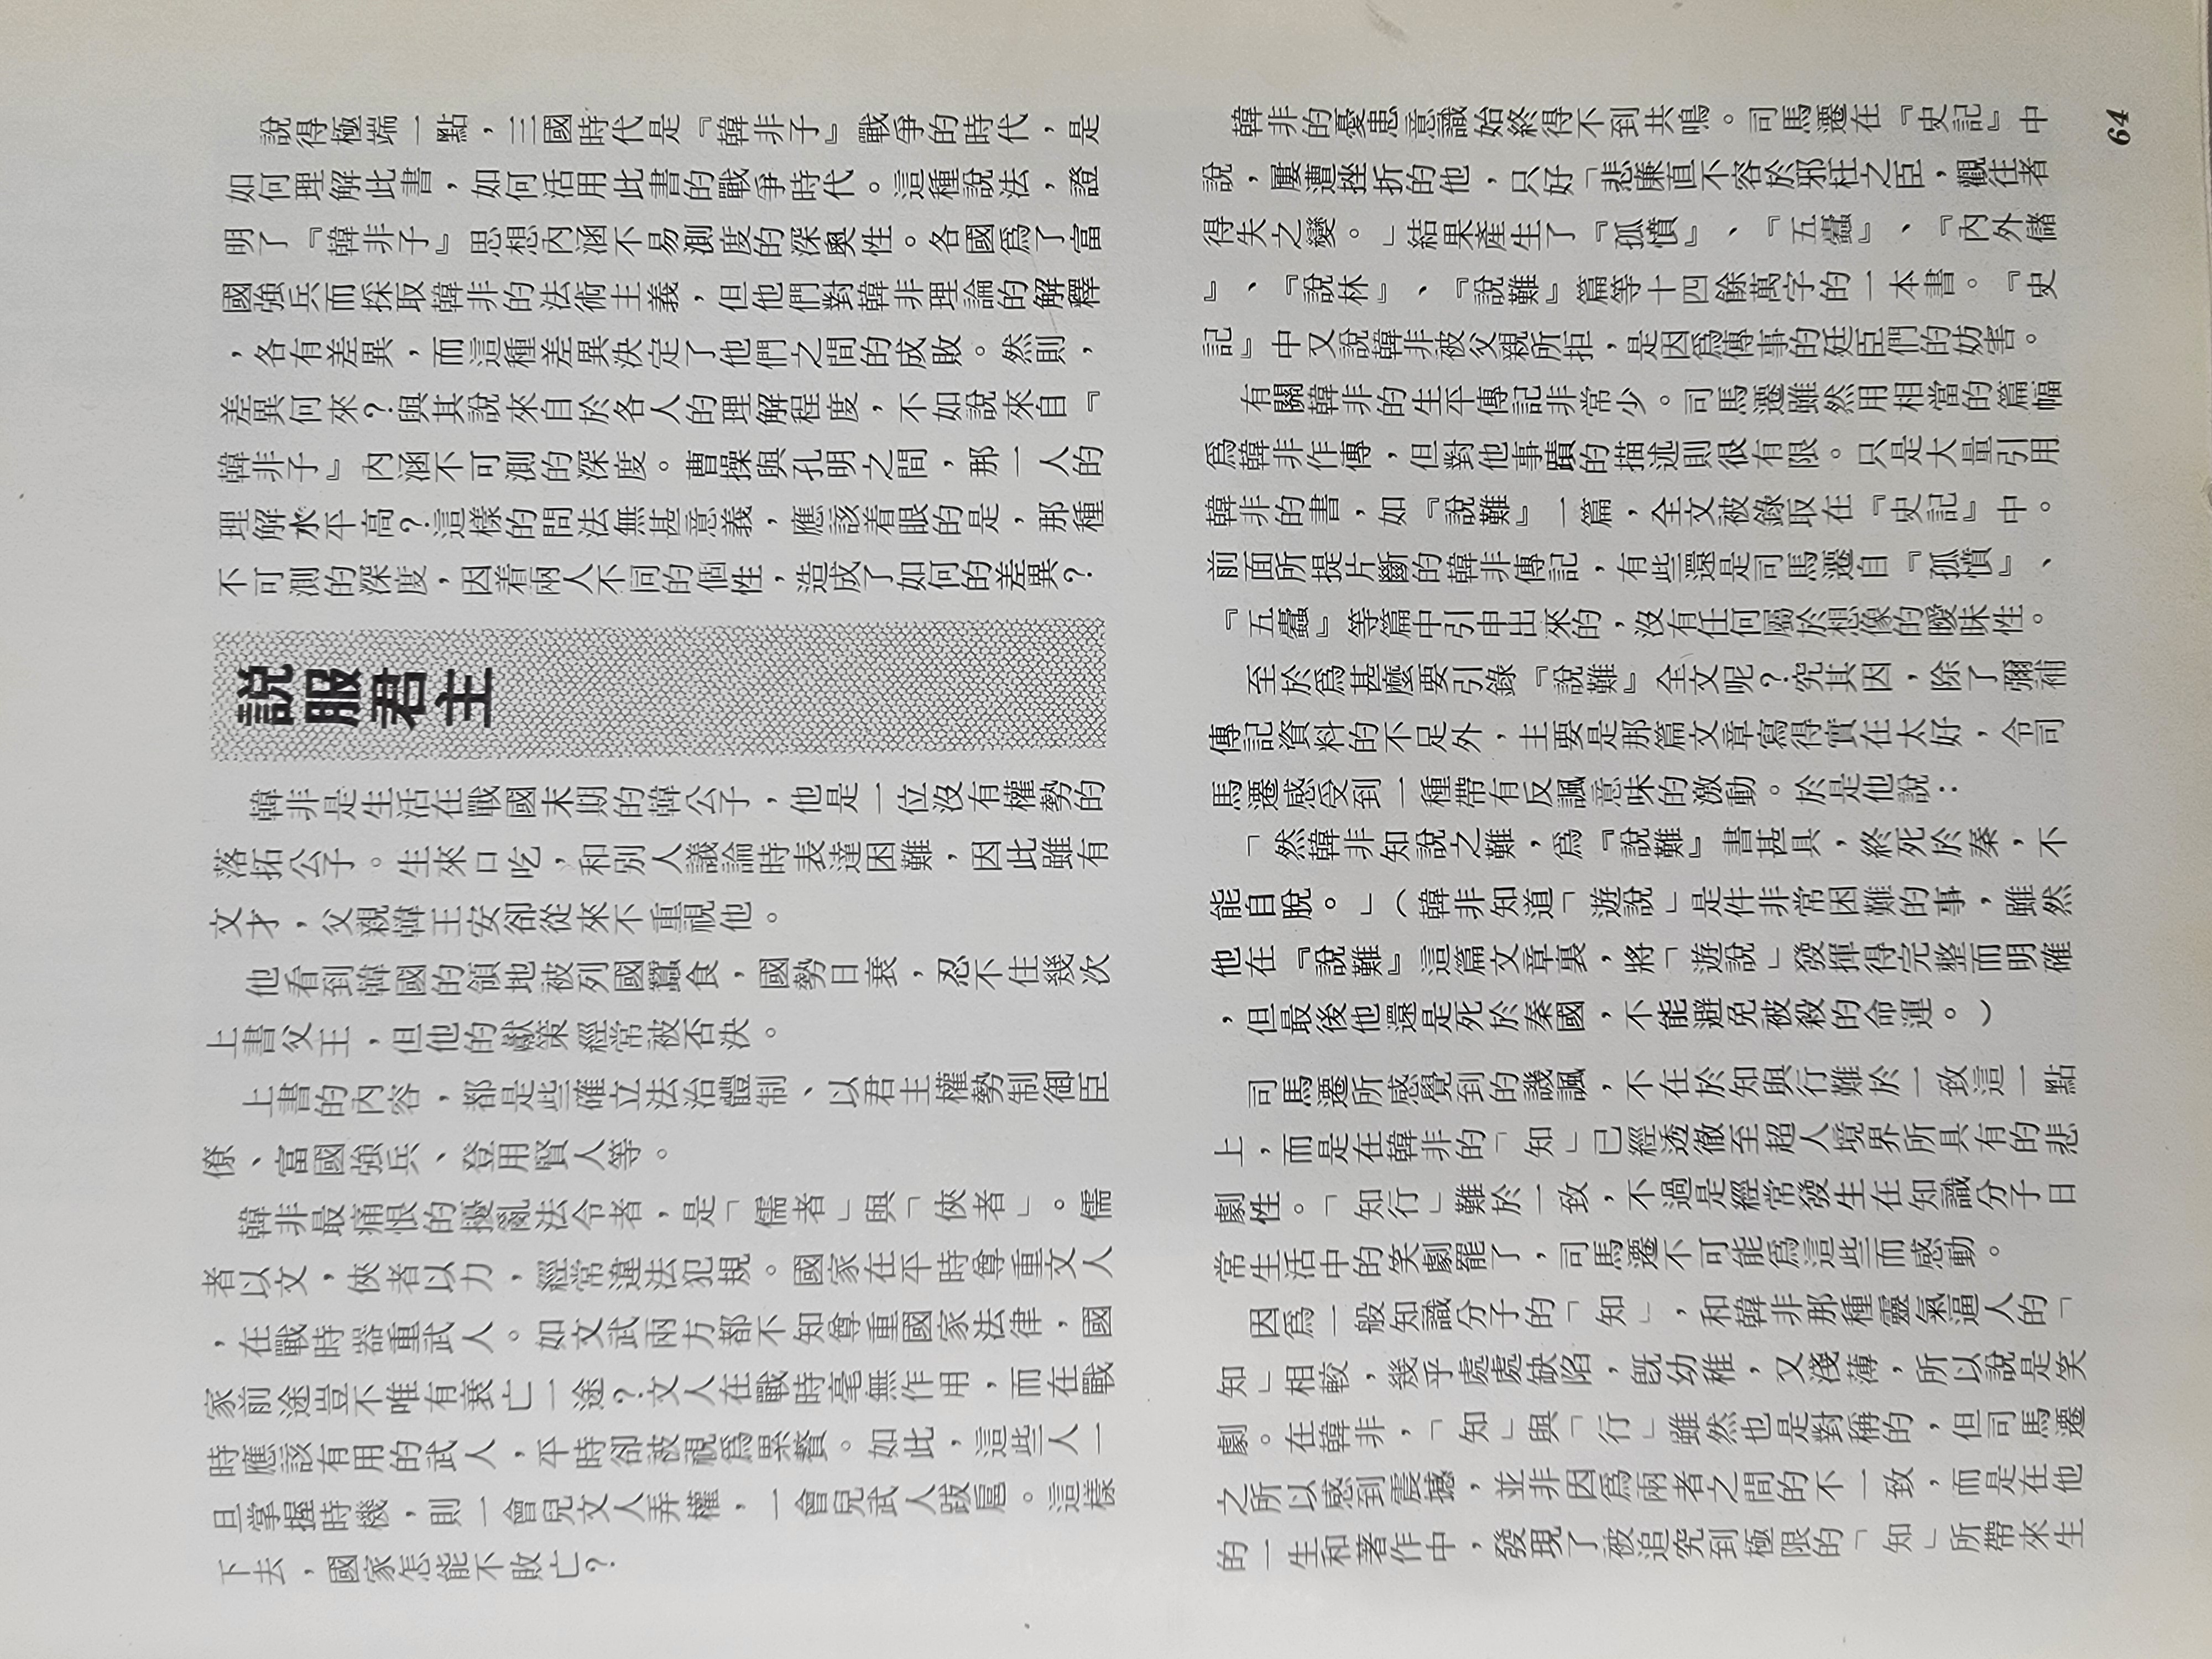 說得極端一點，三國時代是『韓非子』戰爭的時代，是
如何理解此書，如何活用此書的戰爭時代。這種說法，證
明了『韓非子』思想內涵不易測度的深奧性。各國爲了富
國強兵而採取韓非的法術主義，但他們對韓非理論的解釋
，各有差異，而這種差異決定了他們之間的成敗。然則，
差異何來？與其說來自於各人的理解程度，不如說來自『
韓非子』內涵不可測的深度。曹操與孔明之間，那一人的
理解水平高？這樣的問法無甚意義，應該着眼的是，那種
不可測的深度，因着兩人不同的個性，造成了如何的差異？
說服君主
韓非是生活在戰國末期的韓公子，他是一位沒有權勢的
落拓公子。生來口吃，和別人議論時表達困難，因此雖有
文才，父親韓王安卻從來不重視他。
他看到韓國的領地被列國蠶食，國勢日衰，忍不住幾次
上書父王，但他的獻策經常被否決。
上書的內容，都是些確立法治體制、以君主權勢制御臣
僚、富國強兵、登用賢人等。
韓非最痛恨的擾亂法令者，是「儒者」與「俠者」。儒
者以文，俠者以力，經常違法犯規。國家在平時尊重文人
，在戰時器重武人。如文武兩方都不知尊重國家法律，國
家前途豈不唯有衰亡一途？文人在戰時毫無作用，而在戰
時應該有用的武人，平時卻被視爲累贅。如此，這些人一
旦掌握時機，則一會兒文人弄權，一會兒武人跋扈。這樣
下去，國家怎能不敗亡？
韓非的憂患意識始終得不到共鳴。司馬遷在『史記』中
說，屢遭挫折的他，只好「悲廉直不容於邪枉之臣，觀往者
得失之變。」結果產生了『孤憤』、『五蠹』、『內外儲
』、『說林』、『說難』篇等十四餘萬字的一本書。『史
記』中又說韓非被父親所拒，是因爲傳事的廷臣們的妨害。
有關韓非的生平傳記非常少。司馬遷雖然用相當的篇幅
爲韓非作傳，但對他事蹟的描述則很有限。只是大量引用
韓非的書，如『說難』一篇，全文被錄取在『史記』中。
前面所提片斷的韓非傳記，有些還是司馬遷自『孤憤』、
『五蠹』等篇中引申出來的，沒有任何屬於想像的曖昧性。
至於爲甚麼要引錄『說難』全文呢？究其因，除了彌補
傳記資料的不足外，主要是那篇文章寫得實在太好，令司
馬遷感受到一種帶有反諷意味的激動。於是他說：
「然韓非知說之難，爲『說難』書甚具，終死於秦，不
能自脫。」（韓非知道「遊說」是件非常困難的事，雖然
他在『說難』這篇文章裏，將「遊說」發揮得完整而明確
，但最後他還是死於秦國，不能避免被殺的命運。）
司馬遷所感覺到的譏諷，不在於知與行難於一致這一點
上，而是在韓非的「知」已經透徹至超人境界所具有的悲
劇性。「知行」難於一致，不過是經常發生在知識分子日
常生活中的笑劇罷了，司馬遷不可能爲這些而感動。
因爲一般知識分子的「知」，和韓非那種靈氣逼人的「
知」相較，幾乎處處缺陷，旣幼稚，又淺薄，所以說是笑
劇。在韓非，「知」與「行」雖然也是對稱的，但司馬遷
之所以感到震撼，並非因爲兩者之間的不一致，而是在他
的一生和著作中，發現了被追究到極限的「知」所帶來生
64